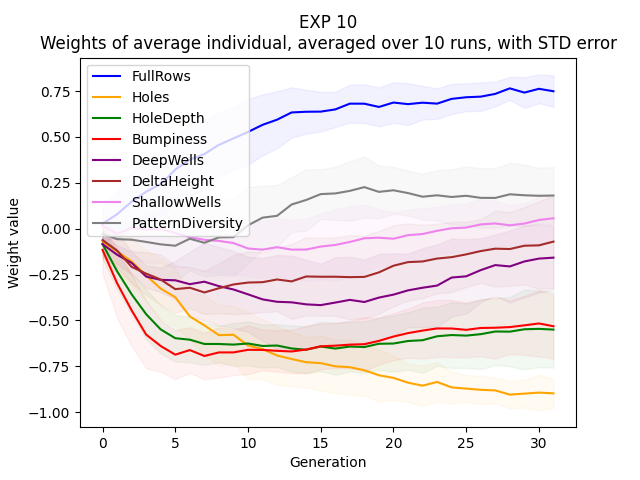 EXP 10
Weights of average individual, averaged over 10 runs, with STD error
FullRows
Holes
HoleDepth
Bumpiness
DeepWells
DeltaHeight
ShallowWells
PatternDiversity
Weight value
0.75
0.50
0.25
0.00
−0.25
−0.50
−0.75
−1.00
0 5 10 15 20 25 30
Generation